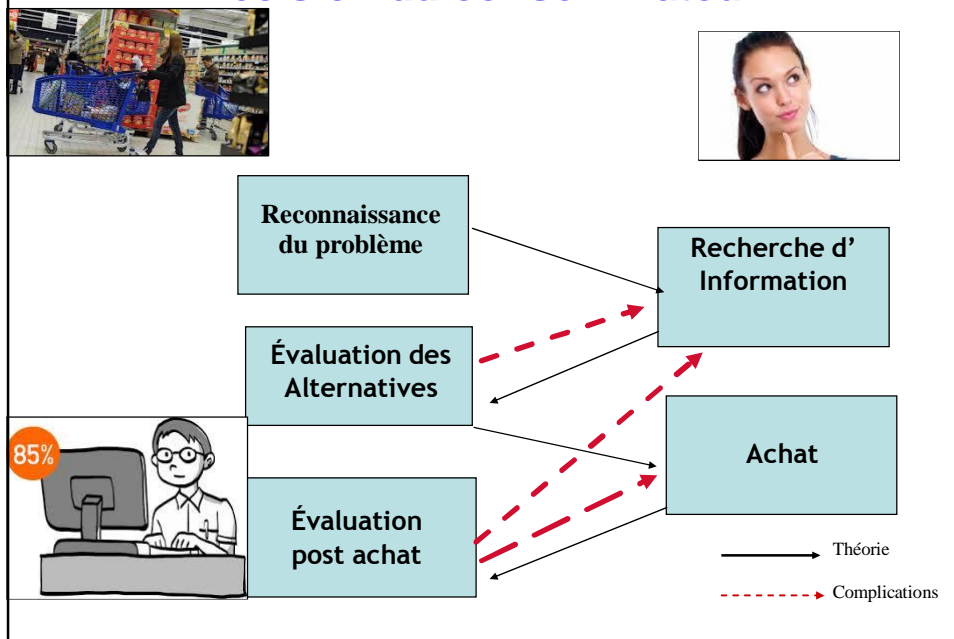 Reconnaissance
du problème
Recherche d’
Information
Évaluation des
Alternatives
85%
Achat
Évaluation
post achat
Théorie
Complications